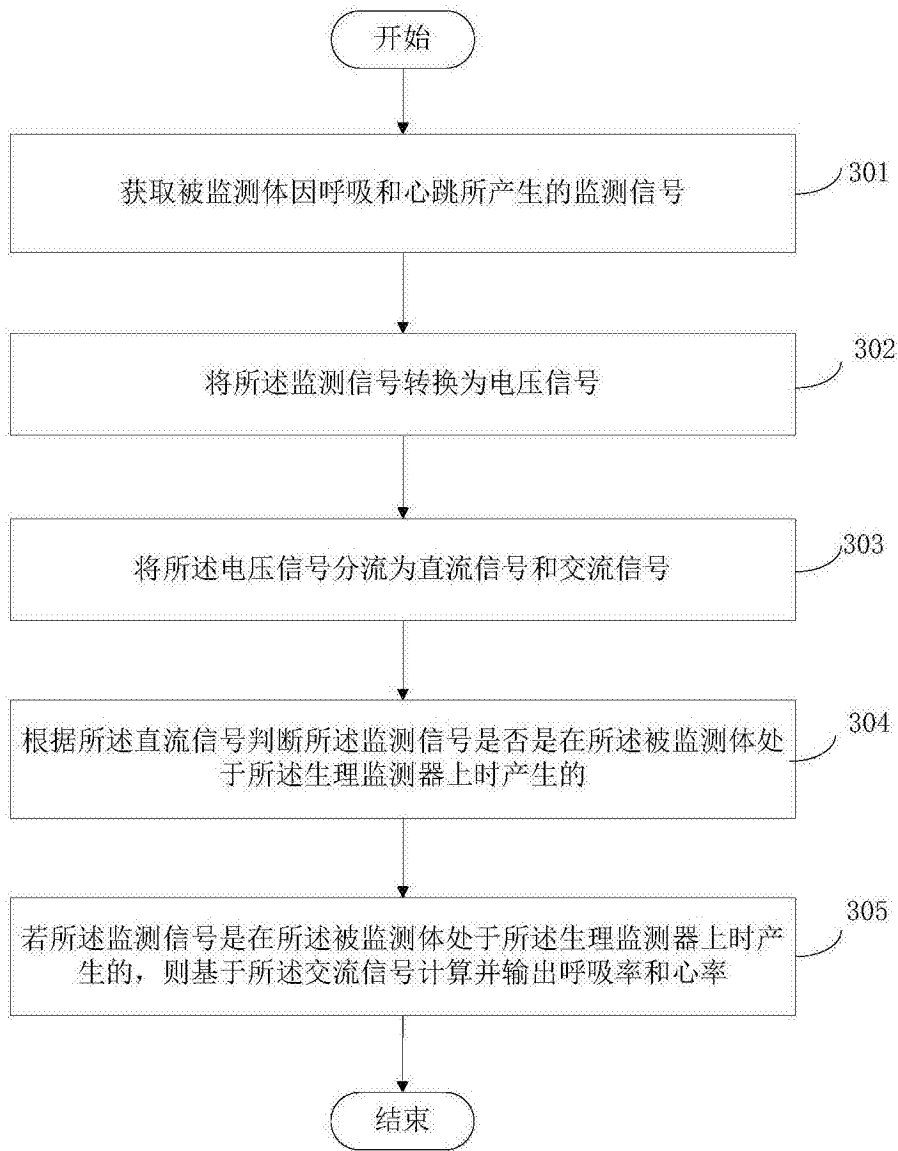 开始
获取被监测体因呼吸和心跳所产生的监测信号
301
将所述监测信号转换为电压信号
302
将所述电压信号分流为直流信号和交流信号
303
根据所述直流信号判断所述监测信号是否是在所述被监测体处
于所述生理监测器上时产生的
304
若所述监测信号是在所述被监测体处于所述生理监测器上时产
生的，则基于所述交流信号计算并输出呼吸率和心率
305
结束